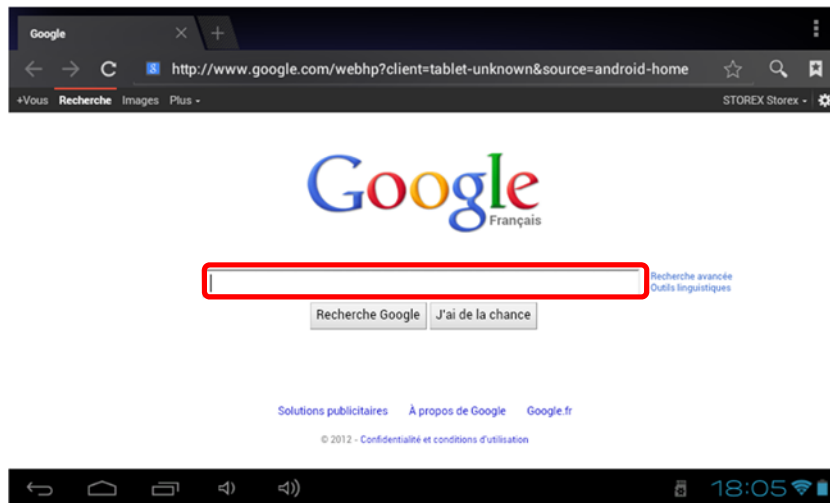 Google
http://www.google.com/webhp?client=tablet-unknown&source=android-home
+Vous Recherche Images Plus
STOREX Storex
Google
Français
Recherche avancée
Outils linguistiques
Recherche Google J'ai de la chance
Solutions publicitaires À propos de Google Google.fr
© 2012 - Confidentialité et conditions d'utilisation
18:05